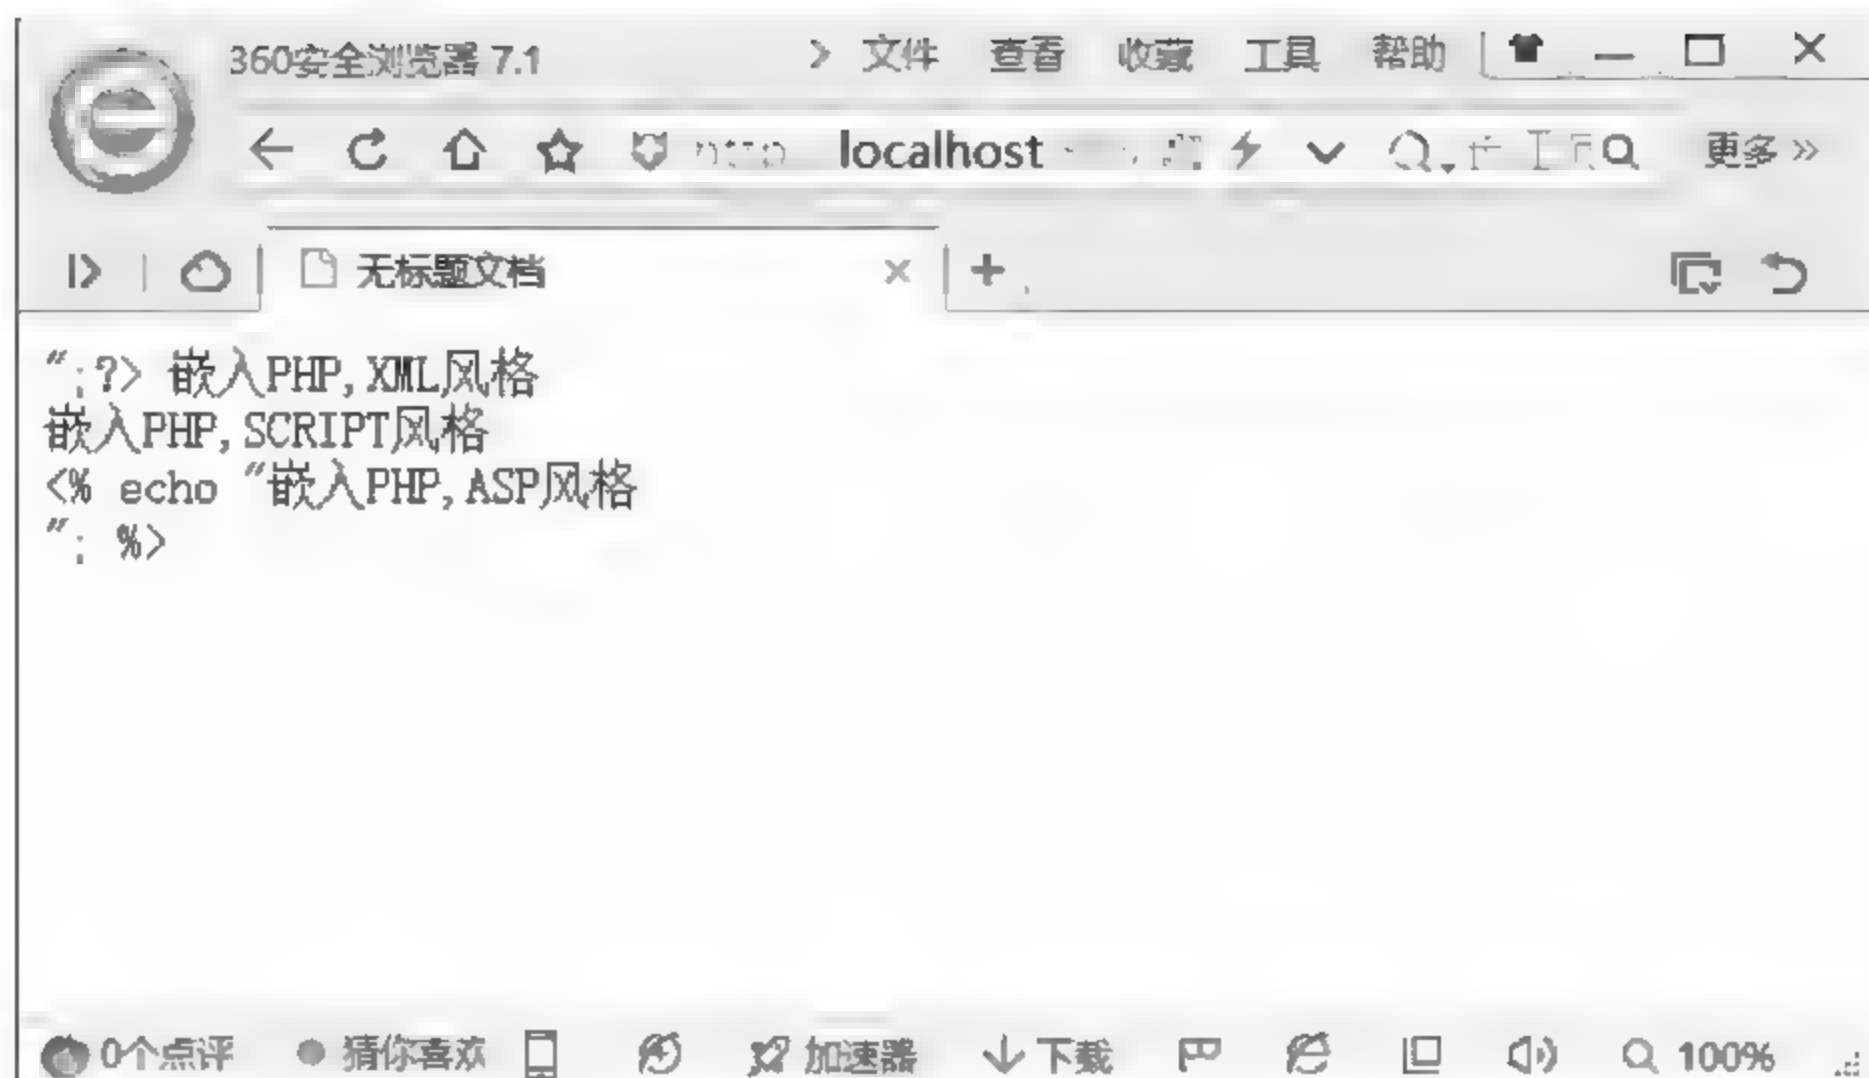 360安全浏览器 7.1
文件 查看 收藏 工具 帮助
localhost
更多 »
无标题文档
";?> 嵌入PHP,XML风格
嵌入PHP,SCRIPT风格
<% echo "嵌入PHP,ASP风格
"; %>
0个点评 猜你喜欢 加速器 下载 100%